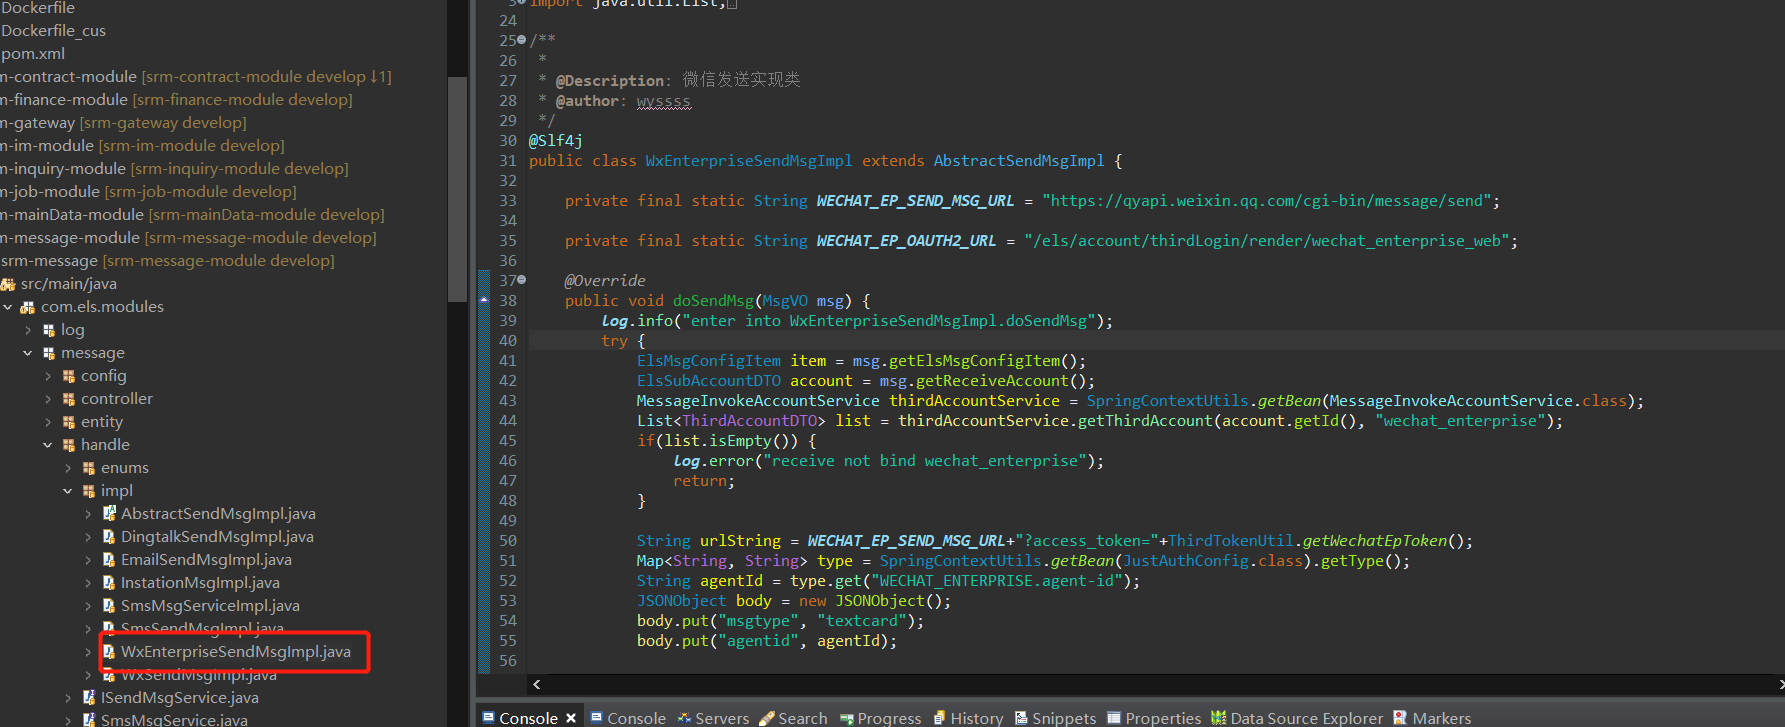 Dockerfile
Dockerfile_cus
pom.xml
m-contract-module [srm-contract-module develop ↓1]
m-finance-module [srm-finance-module develop]
m-gateway [srm-gateway develop]
m-im-module [srm-im-module develop]
m-inquiry-module [srm-inquiry-module develop]
m-job-module [srm-job-module develop]
m-mainData-module [srm-mainData-module develop]
m-message-module [srm-message-module develop]
srm-message [srm-message-module develop]
src/main/java
com.els.modules
log
message
config
controller
entity
handle
enums
impl
AbstractSendMsgImpl.java
DingtalkSendMsgImpl.java
EmailSendMsgImpl.java
InstationMsgImpl.java
SmsMsgServiceImpl.java
SmsSendMsgImpl.java
WxEnterpriseSendMsgImpl.java
WxSendMsgImpl.java
ISendMsgService.java
SmsMsgService.java
3 import java.util.List;
24
25 /**
26 *
27 * @Description: 微信发送实现类
28 * @author: wvssss
29 */
30 @Slf4j
31 public class WxEnterpriseSendMsgImpl extends AbstractSendMsgImpl {
32
33 private final static String WECHAT_EP_SEND_MSG_URL = "https://qyapi.weixin.qq.com/cgi-bin/message/send";
34
35 private final static String WECHAT_EP_OAUTH2_URL = "/els/account/thirdLogin/render/wechat_enterprise_web";
36
37 @Override
38 public void doSendMsg(MsgVO msg) {
39 log.info("enter into WxEnterpriseSendMsgImpl.doSendMsg");
40 try {
41 ElsMsgConfigItem item = msg.getElsMsgConfigItem();
42 ElsSubAccountDTO account = msg.getReceiveAccount();
43 MessageInvokeAccountService thirdAccountService = SpringContextUtils.getBean(MessageInvokeAccountService.class);
44 List<ThirdAccountDTO> list = thirdAccountService.getThirdAccount(account.getId(), "wechat_enterprise");
45 if(list.isEmpty()) {
46 log.error("receive not bind wechat_enterprise");
47 return;
48 }
49
50 String urlString = WECHAT_EP_SEND_MSG_URL+"?access_token="+ThirdTokenUtil.getWechatEpToken();
51 Map<String, String> type = SpringContextUtils.getBean(JustAuthConfig.class).getType();
52 String agentId = type.get("WECHAT_ENTERPRISE.agent-id");
53 JSONObject body = new JSONObject();
54 body.put("msgtype", "textcard");
55 body.put("agentid", agentId);
56
Console Console Servers Search Progress History Snippets Properties Data Source Explorer Markers